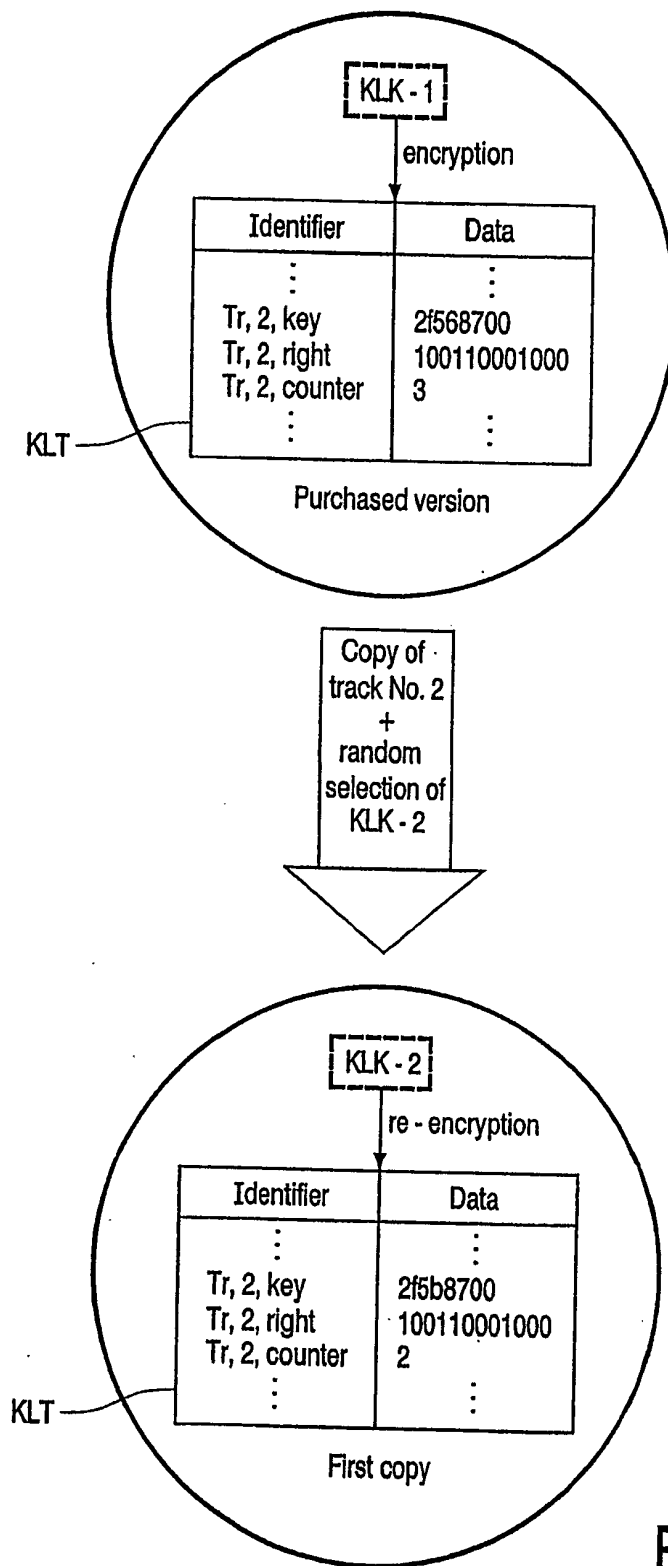 KLK - 1
encryption
Identifier Data
⋮ ⋮
Tr, 2, key 2f568700
Tr, 2, right 100110001000
Tr, 2, counter 3
⋮ ⋮
KLT
Purchased version
Copy of
track No. 2
+
random
selection of
KLK - 2
KLK - 2
re - encryption
Identifier Data
⋮ ⋮
Tr, 2, key 2f5b8700
Tr, 2, right 100110001000
Tr, 2, counter 2
⋮ ⋮
KLT
First copy